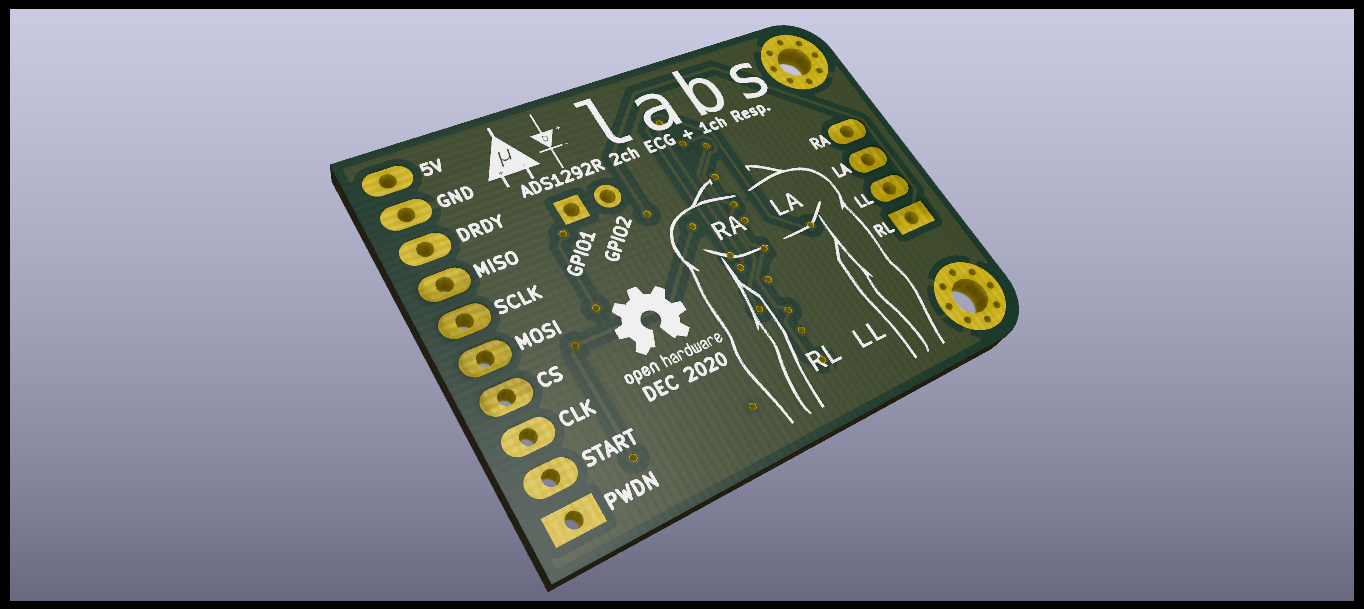 μ
D
labs
ADS1292R 2ch ECG + 1ch Resp.
5V
GND
DRDY
MISO
SCLK
MOSI
CS
CLK
START
PWDN
GPIO1
GPIO2
RA
LA
LL
RL
RA
LA
RL
LL
open hardware
DEC 2020